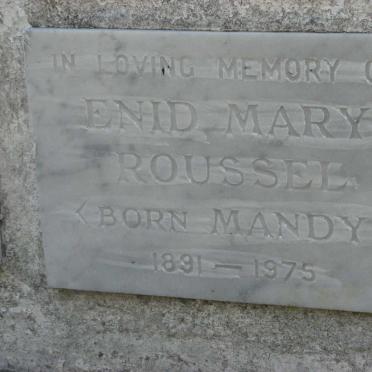 IN LOVING MEMORY O
ENID MARY
ROUSSEL
(BORN MANDY
1891 — 1975